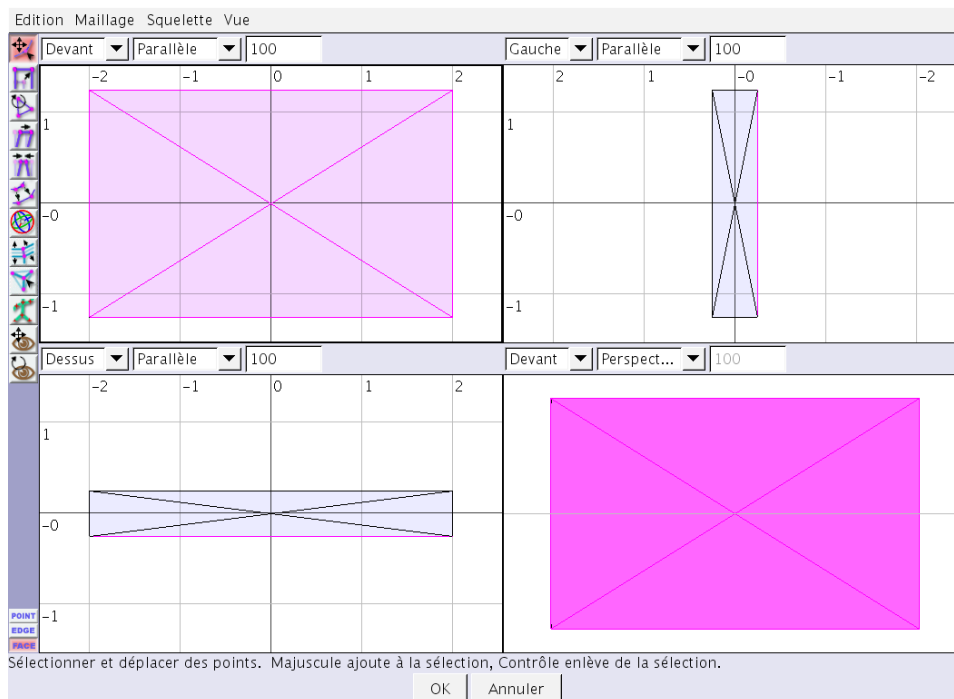 Edition Maillage Squelette Vue
Devant Parallèle 100
Gauche Parallèle 100
-2 -1 0 1 2
2 1 -0 -1 -2
1
1
-0
-0
-1
-1
Dessus Parallèle 100
Devant Perspect... 100
-2 -1 0 1 2
1
-0
-1
POINT
EDGE
FACE
Sélectionner et déplacer des points. Majuscule ajoute à la sélection, Contrôle enlève de la sélection.
OK Annuler